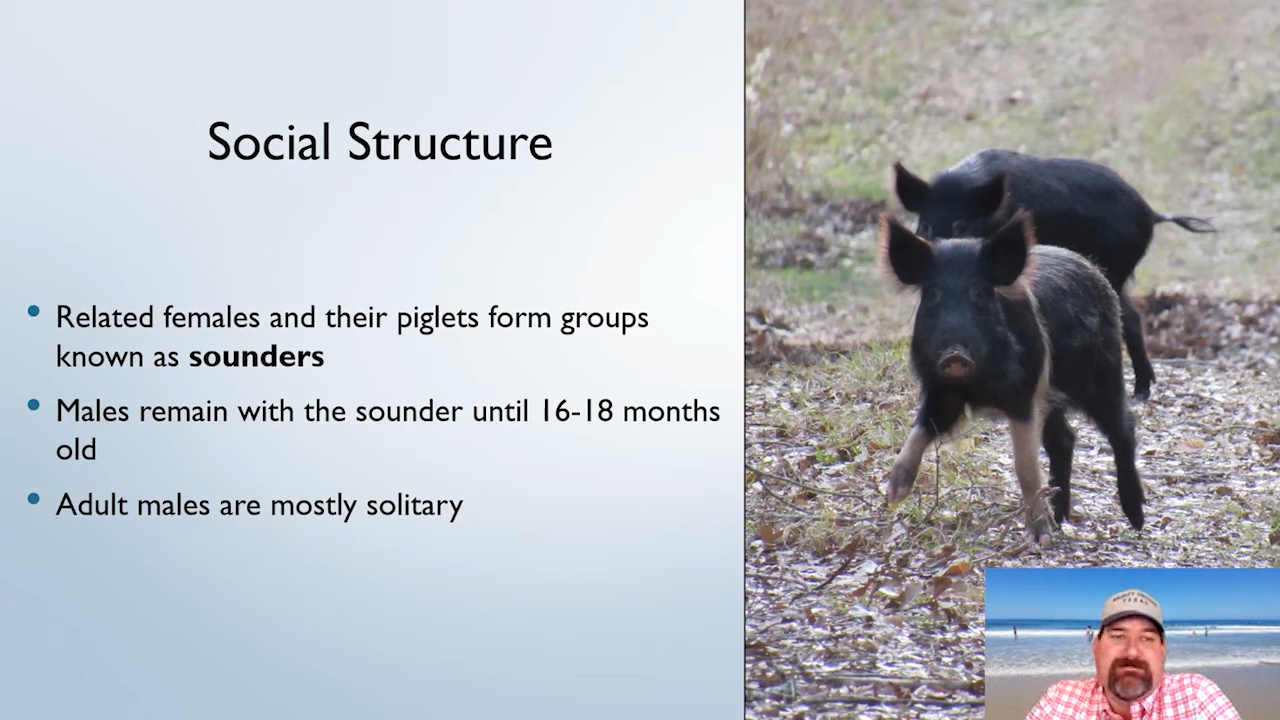 Social Structure
• Related females and their piglets form groups
known as sounders
• Males remain with the sounder until 16-18 months
old
• Adult males are mostly solitary